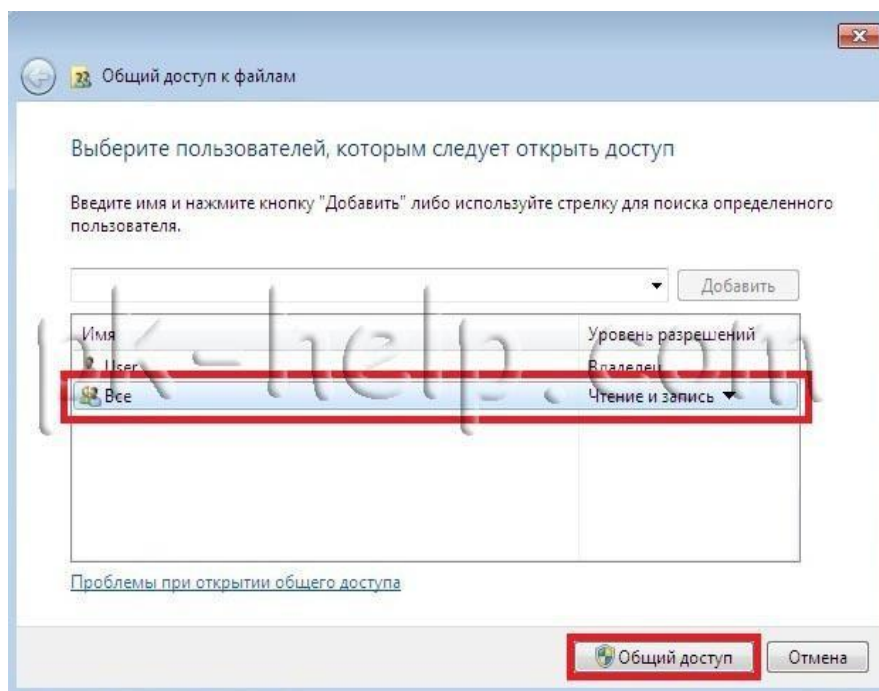 Общий доступ к файлам
Выберите пользователей, которым следует открыть доступ
Введите имя и нажмите кнопку "Добавить" либо используйте стрелку для поиска определенного
пользователя.
Добавить
Имя Уровень разрешений
User Владелец
Все Чтение и запись
pk-help.com
Проблемы при открытии общего доступа
Общий доступ Отмена